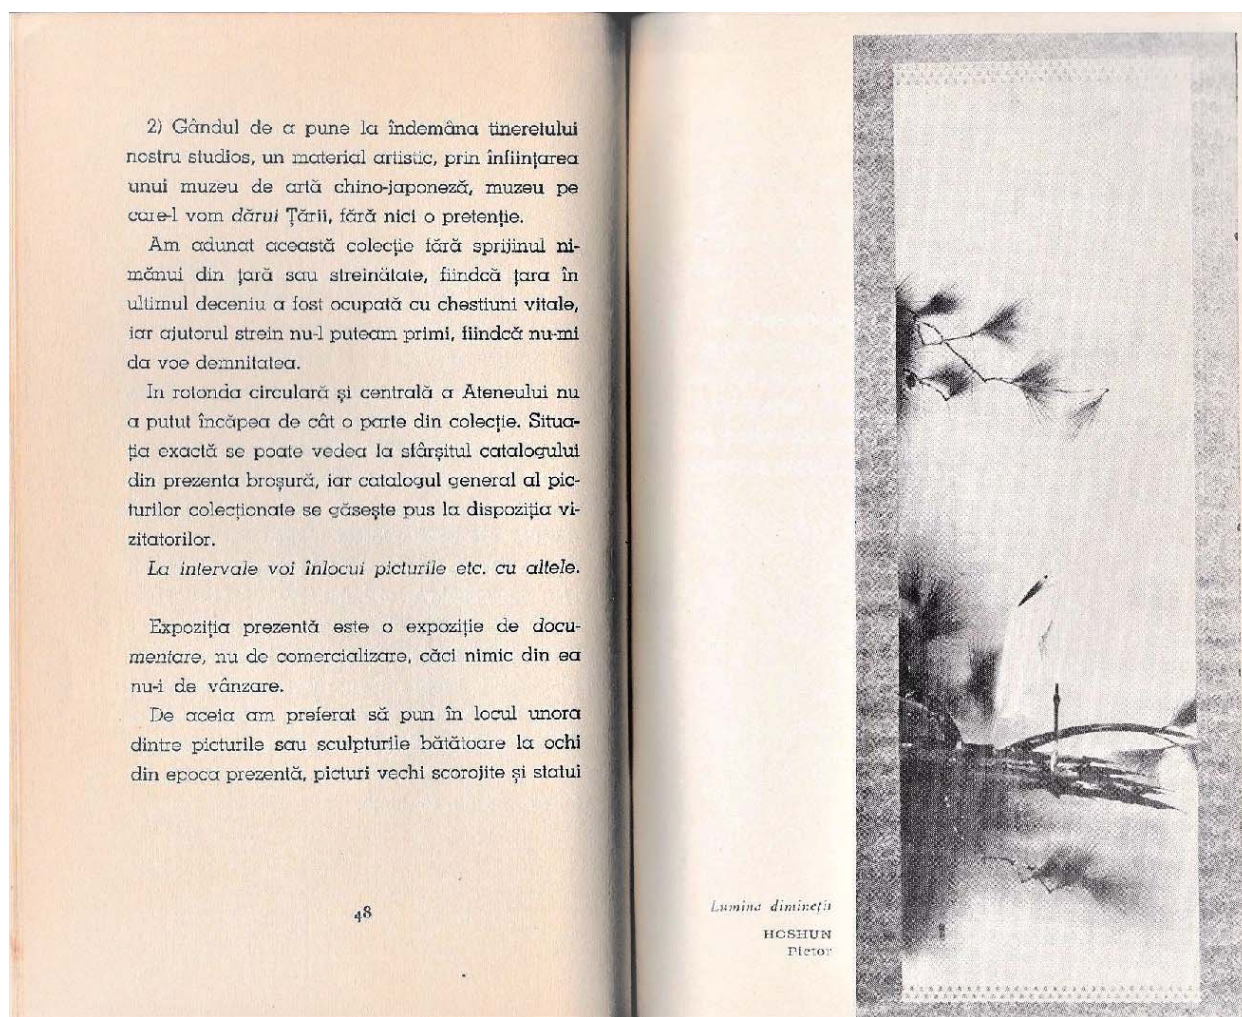 2) Gândul de a pune la îndemâna tineretului
nostru studios, un material artistic, prin înființarea
unui muzeu de artă chino-japoneză, muzeu pe
care-l vom dărui Țării, fără nici o pretenție.
Am adunat această colecție fără sprijinul ni-
mănui din țară sau streinătate, fiindcă țara în
ultimul deceniu a fost ocupată cu chestiuni vitale,
iar ajutorul strein nu-l puteam primi, fiindcă nu-mi
da voe demnitatea.
In rotonda circulară și centrală a Ateneului nu
a putut încăpea de cât o parte din colecție. Situa-
ția exactă se poate vedea la sfârșitul catalogului
din prezenta broșură, iar catalogul general al pic-
turilor colecționate se găsește pus la dispoziția vi-
zitatorilor.
La intervale voi înlocui picturile etc. cu altele.
Expoziția prezentă este o expoziție de docu-
mentare, nu de comercializare, căci nimic din ea
nu-i de vânzare.
De aceia am preferat să pun în locul unora
dintre picturile sau sculpturile bătătoare la ochi
din epoca prezentă, picturi vechi scorojite și statui
48
Lumina dimineții
HOSHUN
Pictor